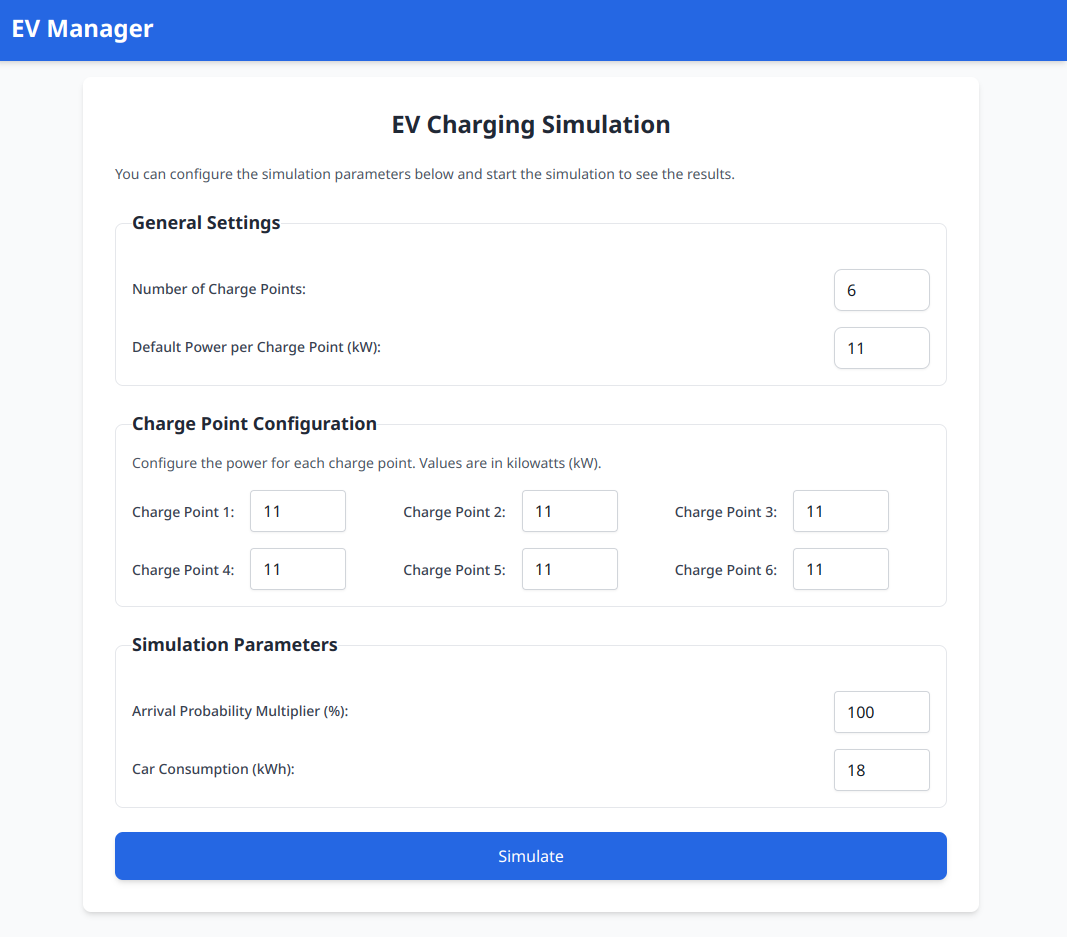 EV Manager
EV Charging Simulation
You can configure the simulation parameters below and start the simulation to see the results.
General Settings
Number of Charge Points: 6
Default Power per Charge Point (kW): 11
Charge Point Configuration
Configure the power for each charge point. Values are in kilowatts (kW).
Charge Point 1: 11 Charge Point 2: 11 Charge Point 3: 11
Charge Point 4: 11 Charge Point 5: 11 Charge Point 6: 11
Simulation Parameters
Arrival Probability Multiplier (%): 100
Car Consumption (kWh): 18
Simulate